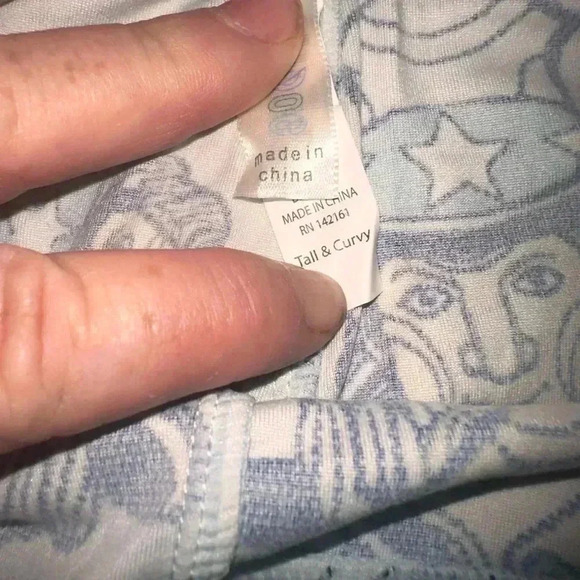 made in
china
MADE IN CHINA
RN 142161
Tall & Curvy